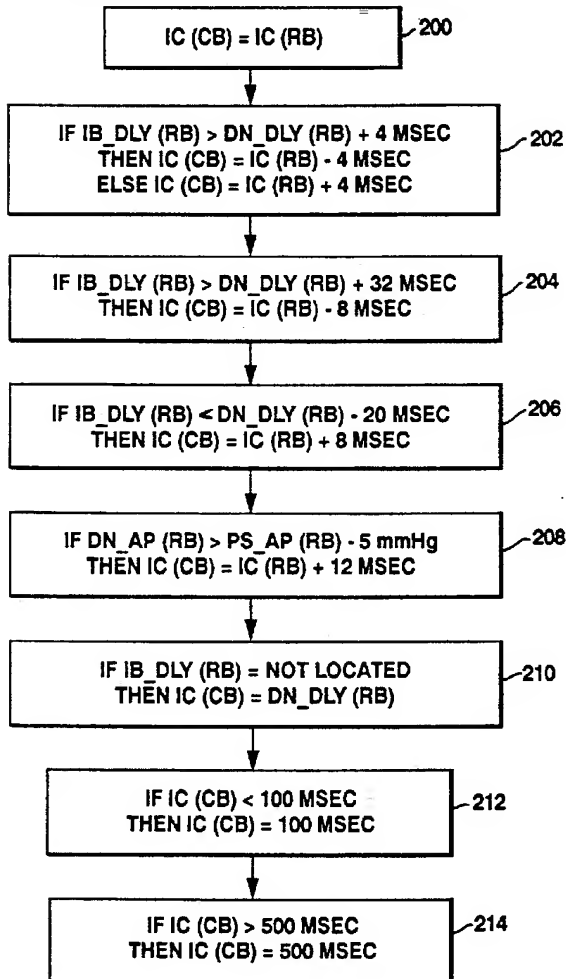 IC (CB) = IC (RB)
200
IF IB_DLY (RB) > DN_DLY (RB) + 4 MSEC
THEN IC (CB) = IC (RB) - 4 MSEC
ELSE IC (CB) = IC (RB) + 4 MSEC
202
IF IB_DLY (RB) > DN_DLY (RB) + 32 MSEC
THEN IC (CB) = IC (RB) - 8 MSEC
204
IF IB_DLY (RB) < DN_DLY (RB) - 20 MSEC
THEN IC (CB) = IC (RB) + 8 MSEC
206
IF DN_AP (RB) > PS_AP (RB) - 5 mmHg
THEN IC (CB) = IC (RB) + 12 MSEC
208
IF IB_DLY (RB) = NOT LOCATED
THEN IC (CB) = DN_DLY (RB)
210
IF IC (CB) < 100 MSEC
THEN IC (CB) = 100 MSEC
212
IF IC (CB) > 500 MSEC
THEN IC (CB) = 500 MSEC
214